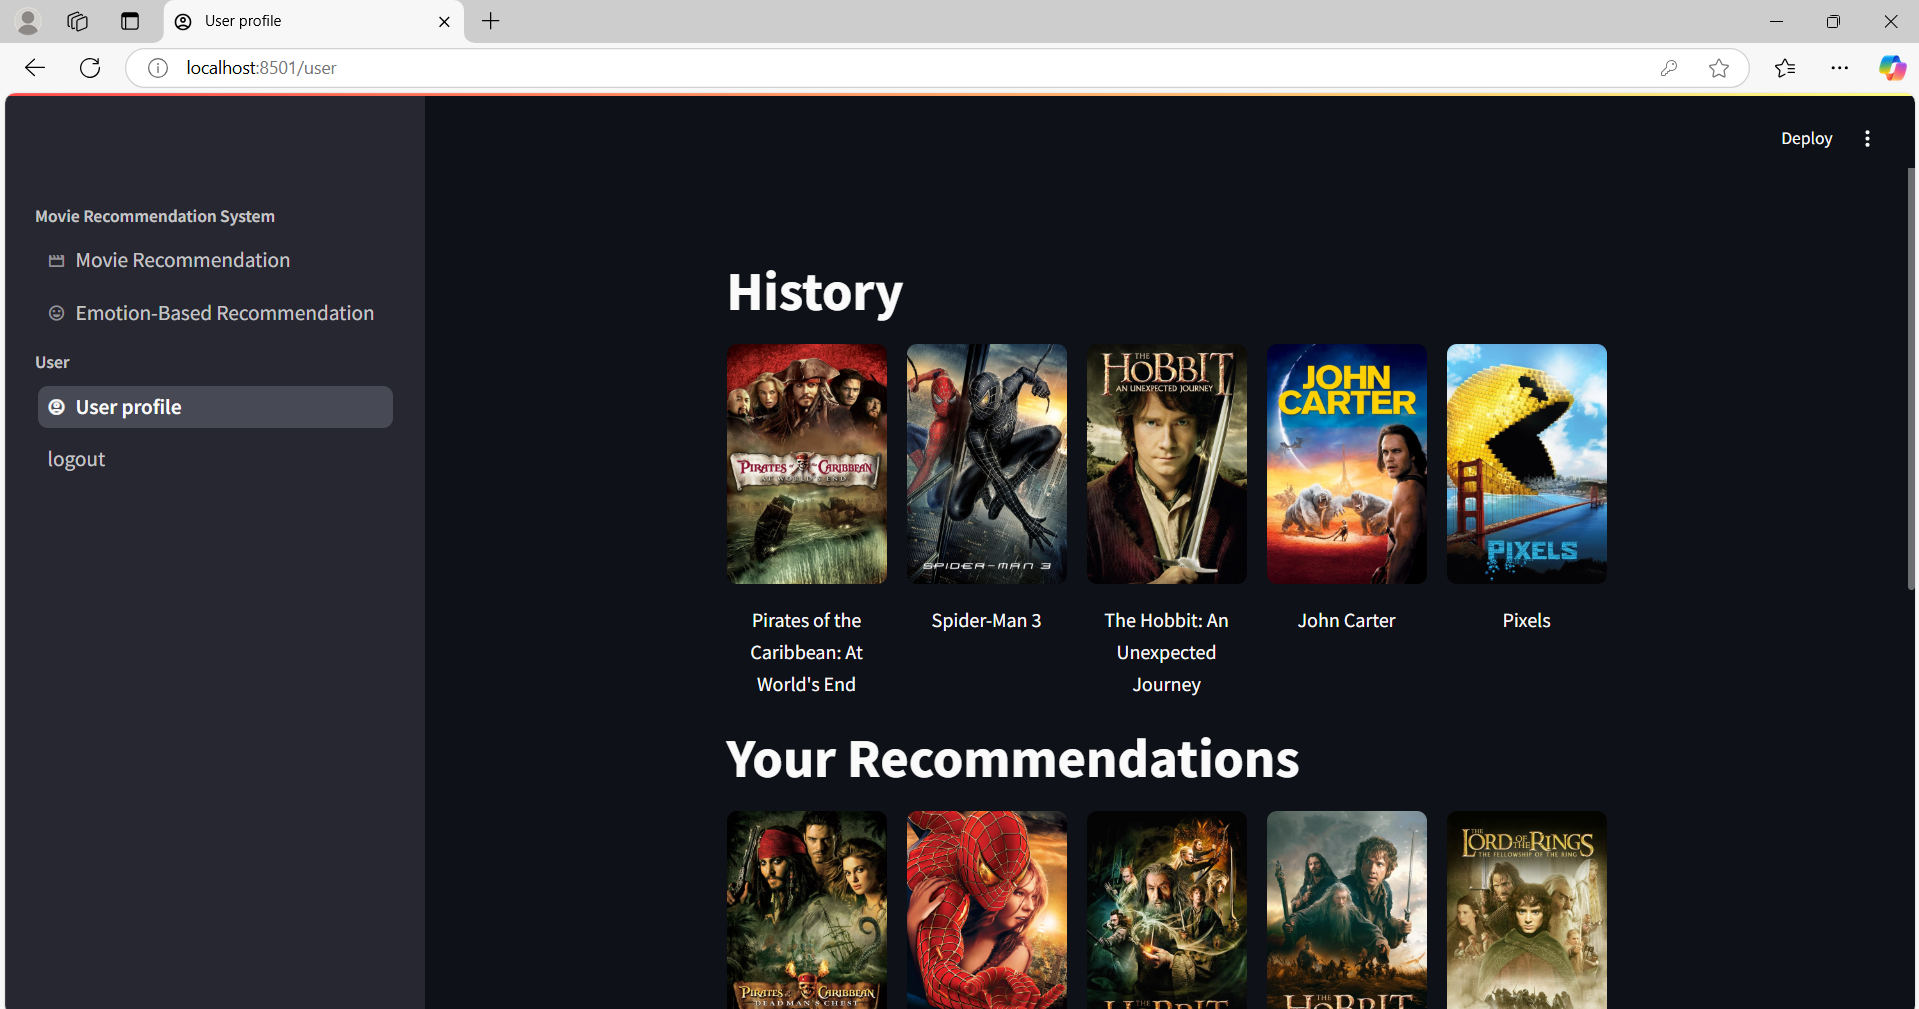 User profile
localhost:8501/user
Deploy
Movie Recommendation System
Movie Recommendation
Emotion-Based Recommendation
User
User profile
logout
History
PIRATES of the CARIBBEAN
AT WORLD'S END
SPIDER-MAN 3
THE
HOBBIT
AN UNEXPECTED JOURNEY
JOHN
CARTER
PIXELS
Pirates of the
Caribbean: At
World's End
Spider-Man 3
The Hobbit: An
Unexpected
Journey
John Carter
Pixels
Your Recommendations
PIRATES of the CARIBBEAN
DEAD MAN'S CHEST
HOBBIT
THE
HOBBIT
THE
LORD OF THE RINGS
THE FELLOWSHIP OF THE RING